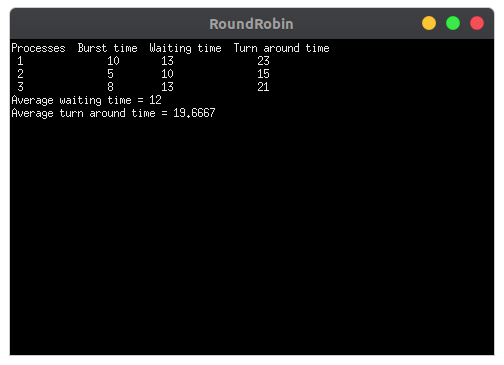 RoundRobin
Processes  Burst time  Waiting time  Turn around time
1  10  13  23
2  5  10  15
3  8  13  21
Average waiting time = 12
Average turn around time = 19.6667